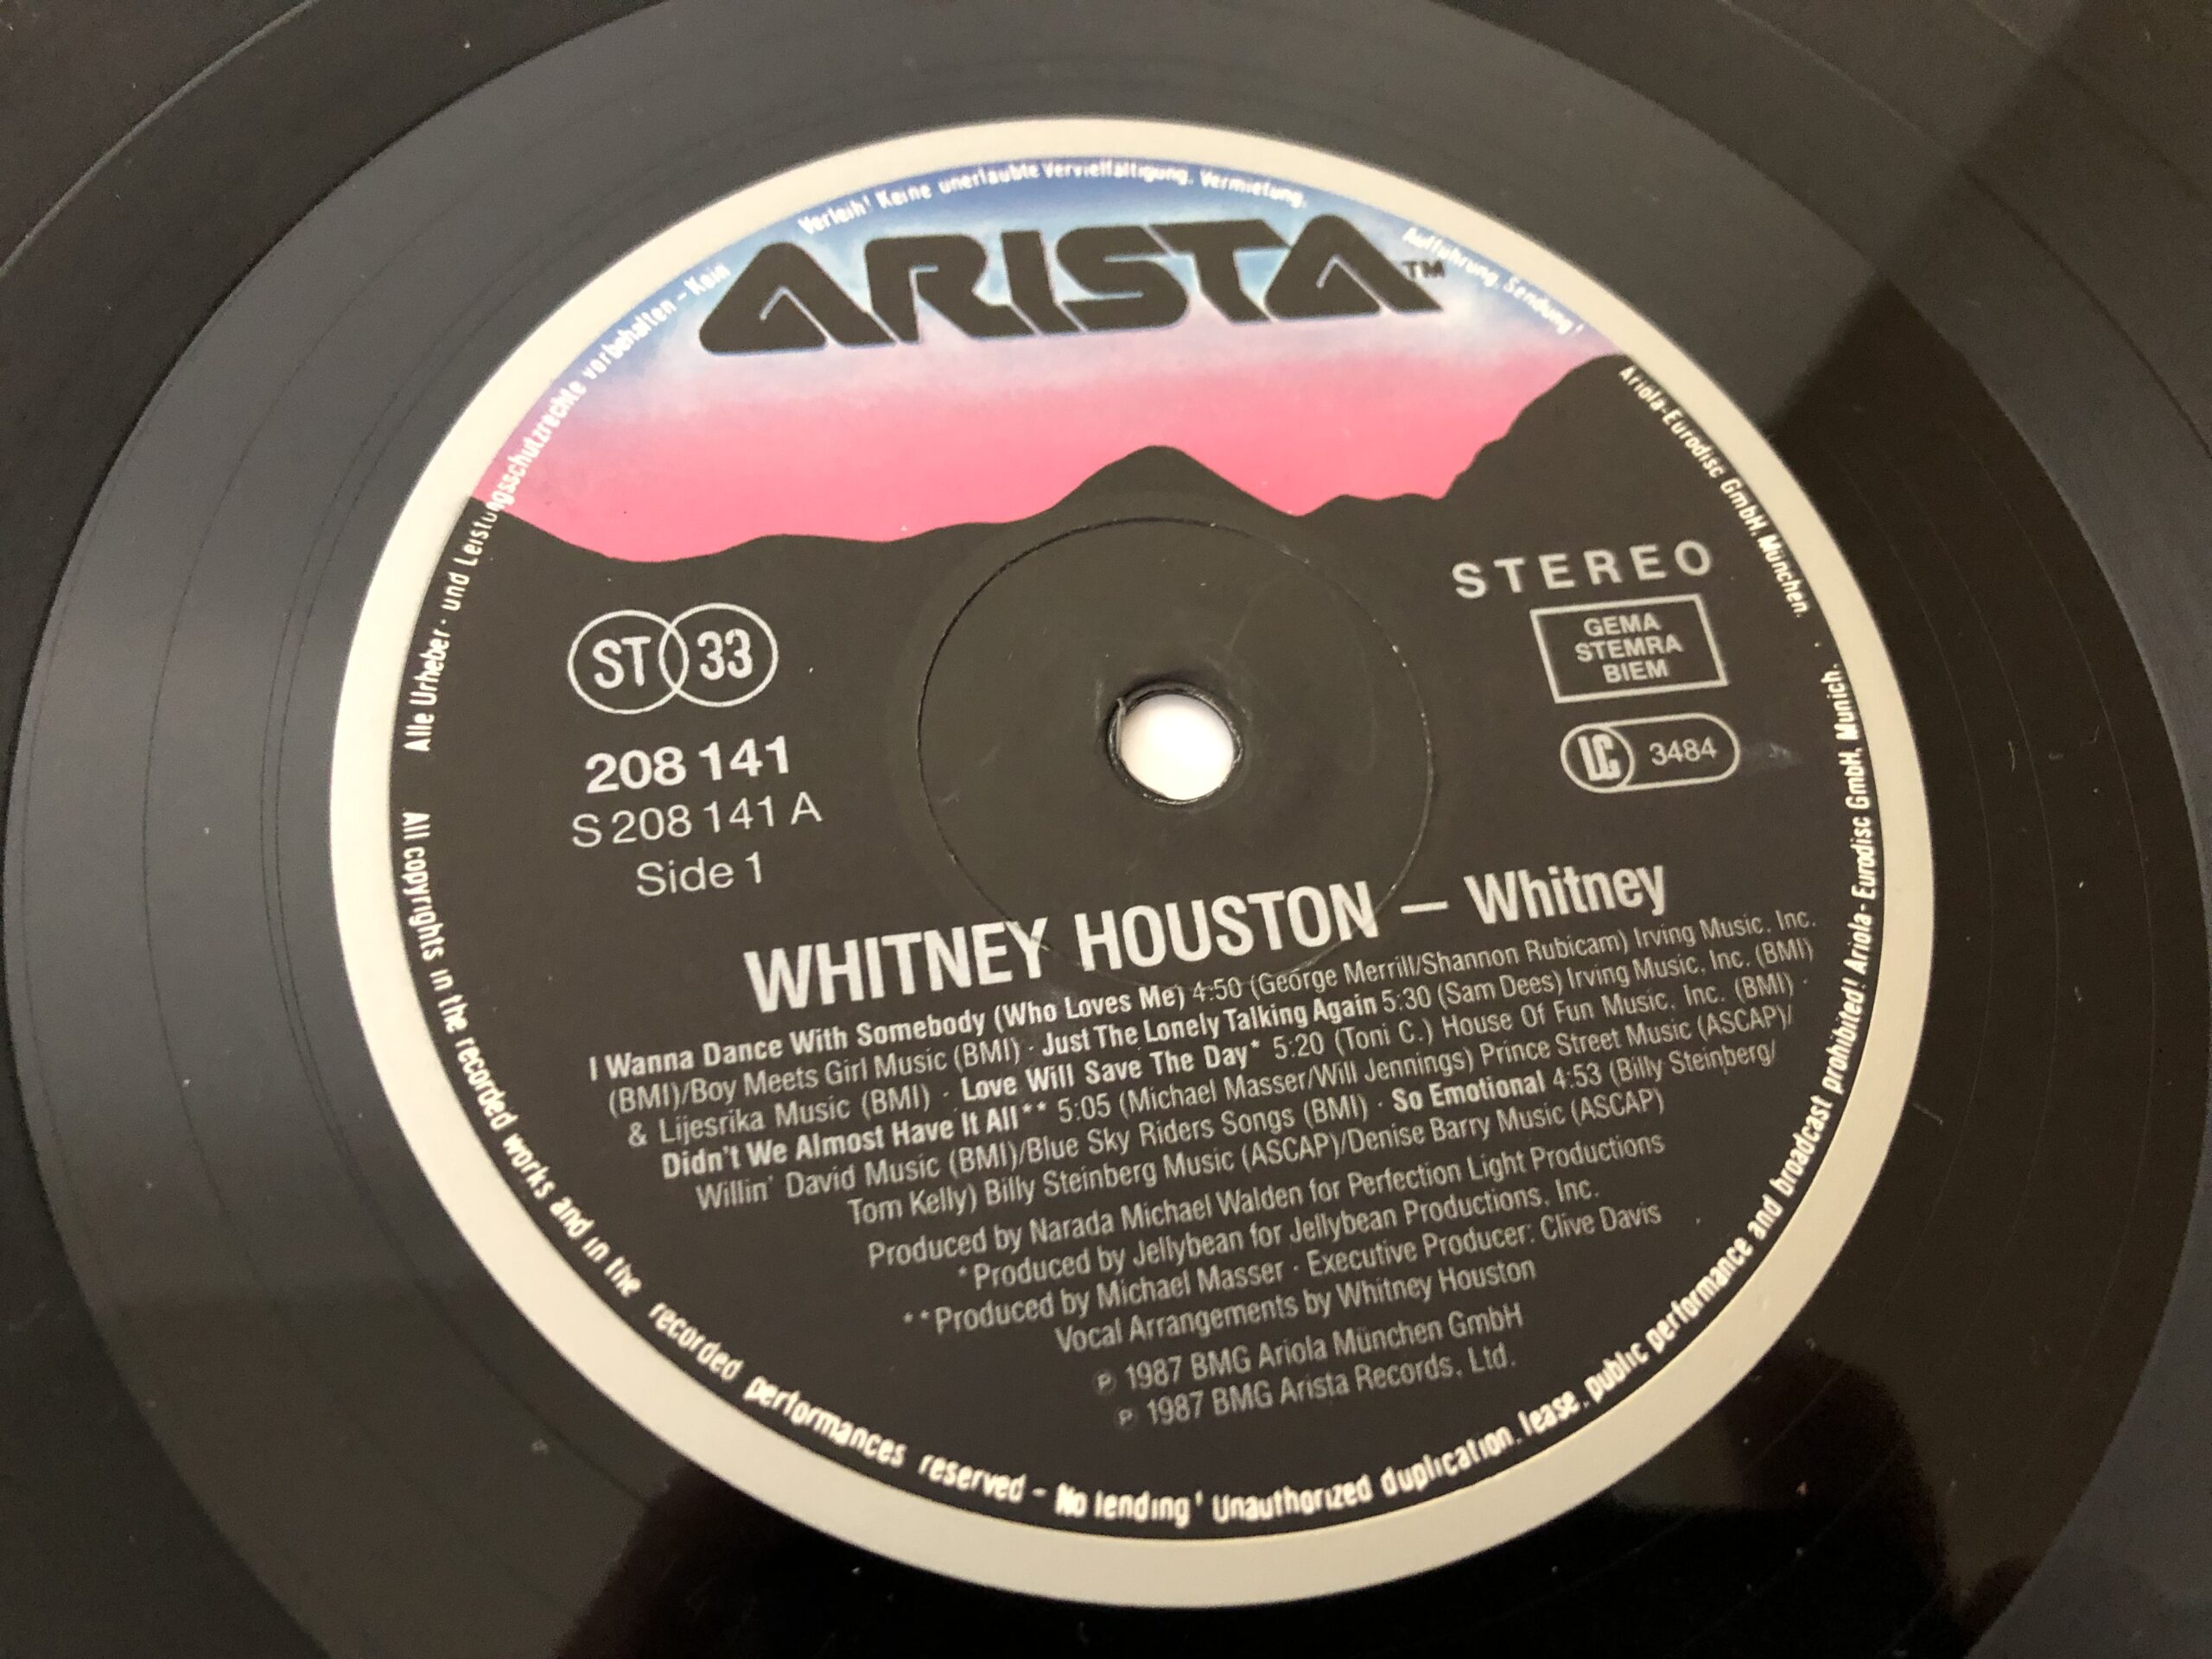 ARISTA™
Alle Urheber- und Leistungsschutzrechte vorbehalten - Kein Verleih! Keine unerlaubte Vervielfältigung, Vermietung, Aufführung, Sendung!
Ariola-Eurodisc GmbH, München.
STEREO
GEMA
STEMRA
BIEM
LC 3484
ST 33
208 141
S 208 141 A
Side 1
WHITNEY HOUSTON – Whitney
I Wanna Dance With Somebody (Who Loves Me) 4:50 (George Merrill/Shannon Rubicam) Irving Music, Inc.
(BMI)/Boy Meets Girl Music (BMI) · Just The Lonely Talking Again 5:30 (Sam Dees) Irving Music, Inc. (BMI)
& Lijesrika Music (BMI) · Love Will Save The Day* 5:20 (Toni C.) House Of Fun Music, Inc. (BMI) ·
Didn't We Almost Have It All** 5:05 (Michael Masser/Will Jennings) Prince Street Music (ASCAP)/
Willin' David Music (BMI)/Blue Sky Riders Songs (BMI) · So Emotional 4:53 (Billy Steinberg/
Tom Kelly) Billy Steinberg Music (ASCAP)/Denise Barry Music (ASCAP)
Produced by Narada Michael Walden for Perfection Light Productions
*Produced by Jellybean for Jellybean Productions, Inc.
**Produced by Michael Masser · Executive Producer: Clive Davis
Vocal Arrangements by Whitney Houston
℗ 1987 BMG Ariola München GmbH
℗ 1987 BMG Arista Records, Ltd.
All copyrights in the recorded works and in the recorded performances reserved - No lending! Unauthorized duplication, lease, public performance and broadcast prohibited! Ariola-Eurodisc GmbH, Munich.